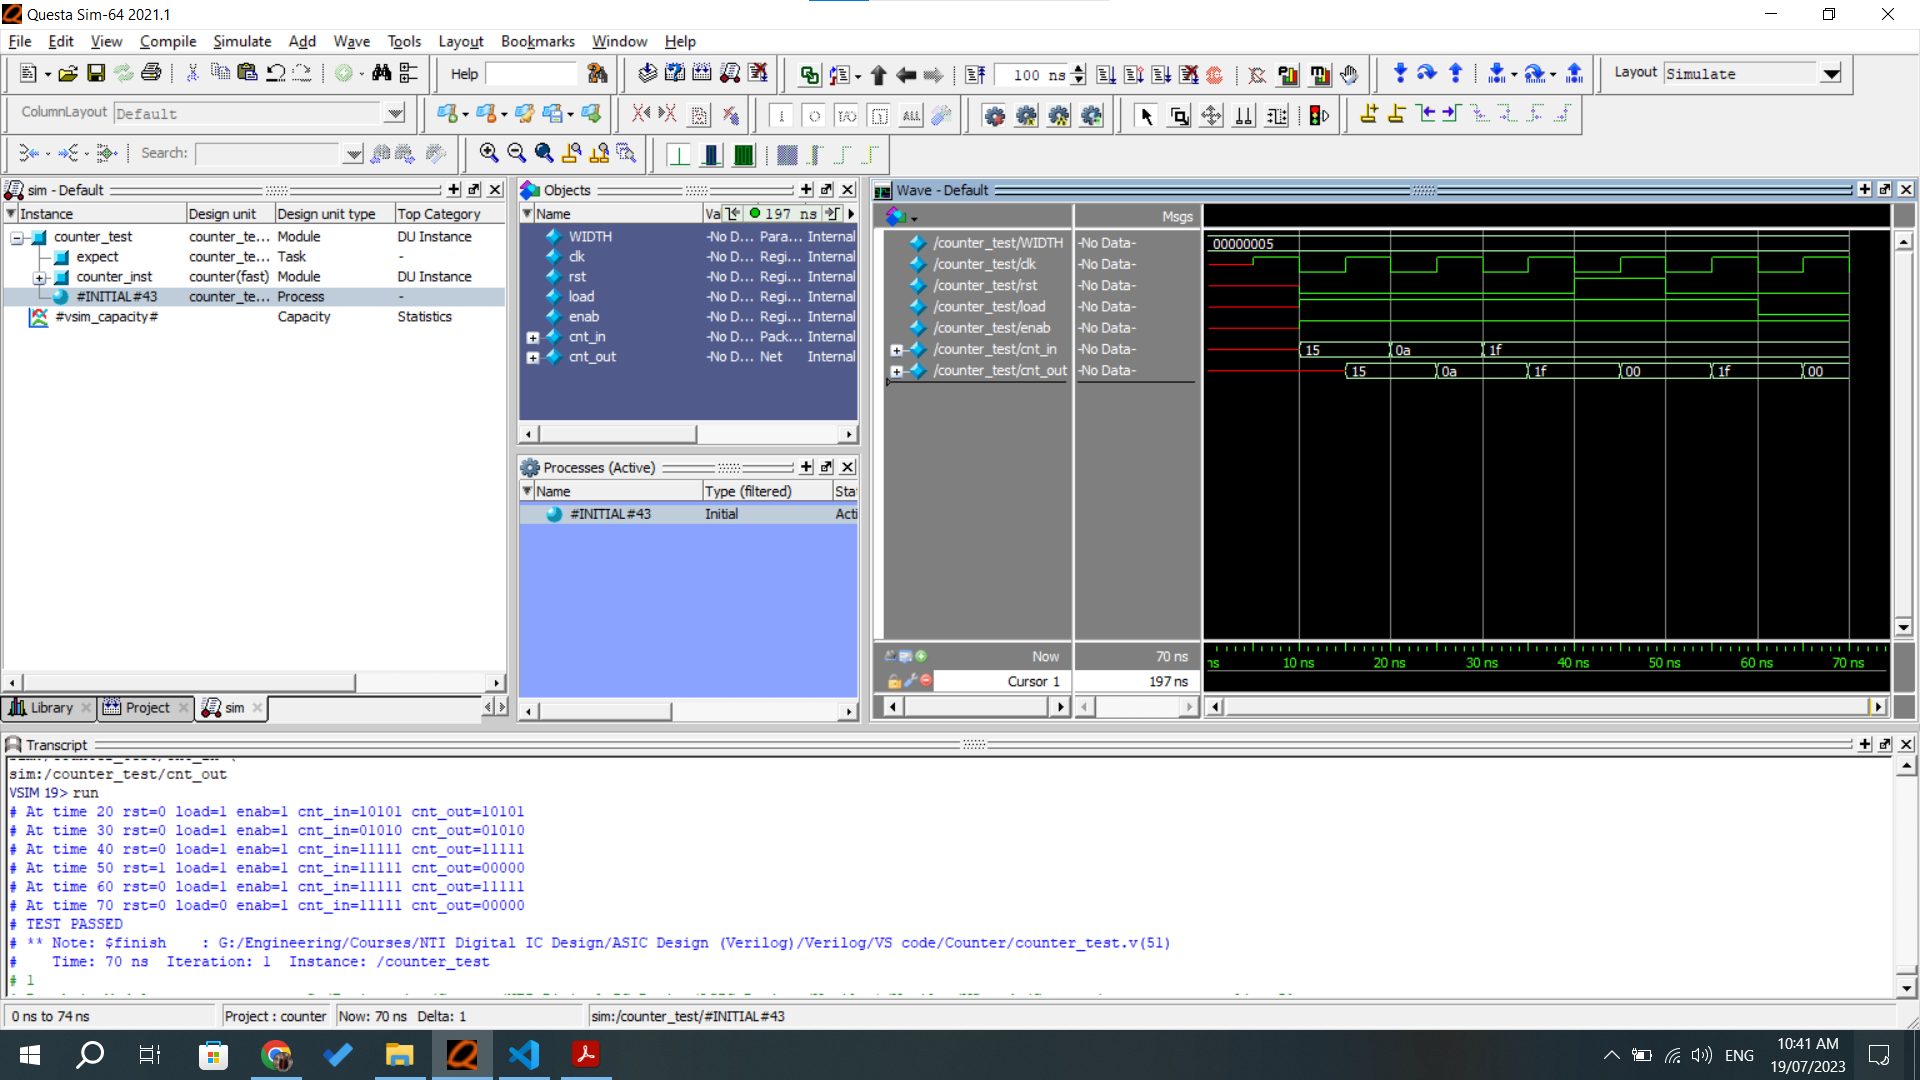 Questa Sim-64 2021.1
File Edit View Compile Simulate Add Wave Tools Layout Bookmarks Window Help
Help
100 ns
Layout Simulate
ColumnLayout Default
I/O
ALL
Search:
sim - Default
Instance Design unit Design unit type Top Category
counter_test counter_te... Module DU Instance
expect counter_te... Task -
counter_inst counter(fast) Module DU Instance
#INITIAL#43 counter_te... Process -
#vsim_capacity# Capacity Statistics
Library Project sim
Objects
Name Va 197 ns
WIDTH -No D... Para... Internal
clk -No D... Regi... Internal
rst -No D... Regi... Internal
load -No D... Regi... Internal
enab -No D... Regi... Internal
cnt_in -No D... Pack... Internal
cnt_out -No D... Net Internal
Processes (Active)
Name Type (filtered) Sta
#INITIAL#43 Initial Acti
Wave - Default
Msgs
/counter_test/WIDTH -No Data- 00000005
/counter_test/clk -No Data-
/counter_test/rst -No Data-
/counter_test/load -No Data-
/counter_test/enab -No Data-
/counter_test/cnt_in -No Data- 15 0a 1f
/counter_test/cnt_out -No Data- 15 0a 1f 00 1f 00
Now 70 ns
ns 10 ns 20 ns 30 ns 40 ns 50 ns 60 ns 70 ns
Cursor 1 197 ns
Transcript
sim:/counter_test/cnt_out
VSIM 19> run
# At time 20 rst=0 load=1 enab=1 cnt_in=10101 cnt_out=10101
# At time 30 rst=0 load=1 enab=1 cnt_in=01010 cnt_out=01010
# At time 40 rst=0 load=1 enab=1 cnt_in=11111 cnt_out=11111
# At time 50 rst=1 load=1 enab=1 cnt_in=11111 cnt_out=00000
# At time 60 rst=0 load=1 enab=1 cnt_in=11111 cnt_out=11111
# At time 70 rst=0 load=0 enab=1 cnt_in=11111 cnt_out=00000
# TEST PASSED
# ** Note: $finish : G:/Engineering/Courses/NTI Digital IC Design/ASIC Design (Verilog)/Verilog/VS code/Counter/counter_test.v(51)
# Time: 70 ns Iteration: 1 Instance: /counter_test
# 1
0 ns to 74 ns Project : counter Now: 70 ns Delta: 1 sim:/counter_test/#INITIAL#43
ENG
10:41 AM
19/07/2023